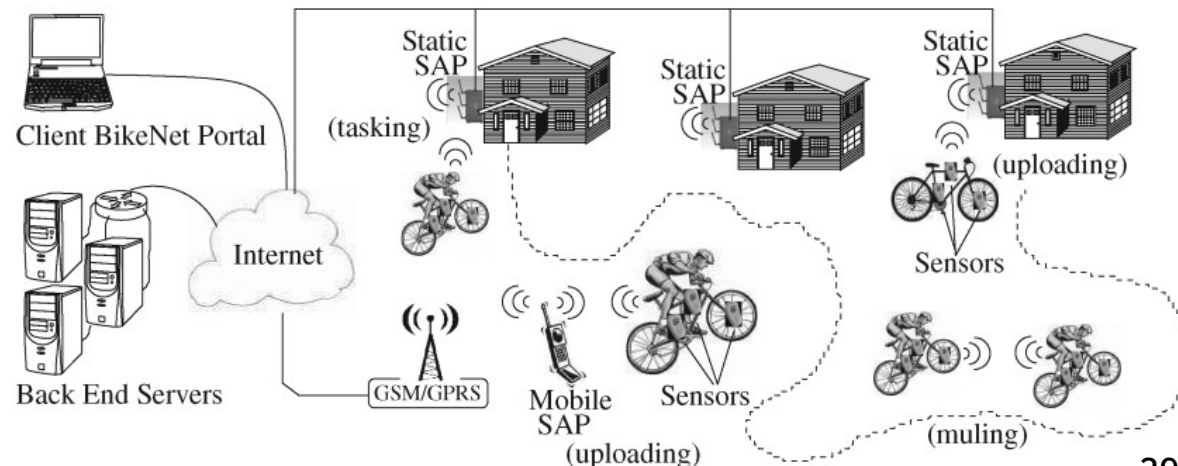 Static
SAP
(tasking)
Static
SAP
Static
SAP
(uploading)
Client BikeNet Portal
Internet
Sensors
Back End Servers
GSM/GPRS
Mobile
SAP
(uploading)
Sensors
(muling)